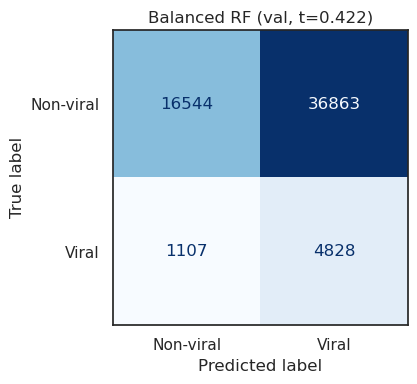 Balanced RF (val, t=0.422)
True label
Non-viral
16544
36863
Viral
1107
4828
Non-viral
Viral
Predicted label